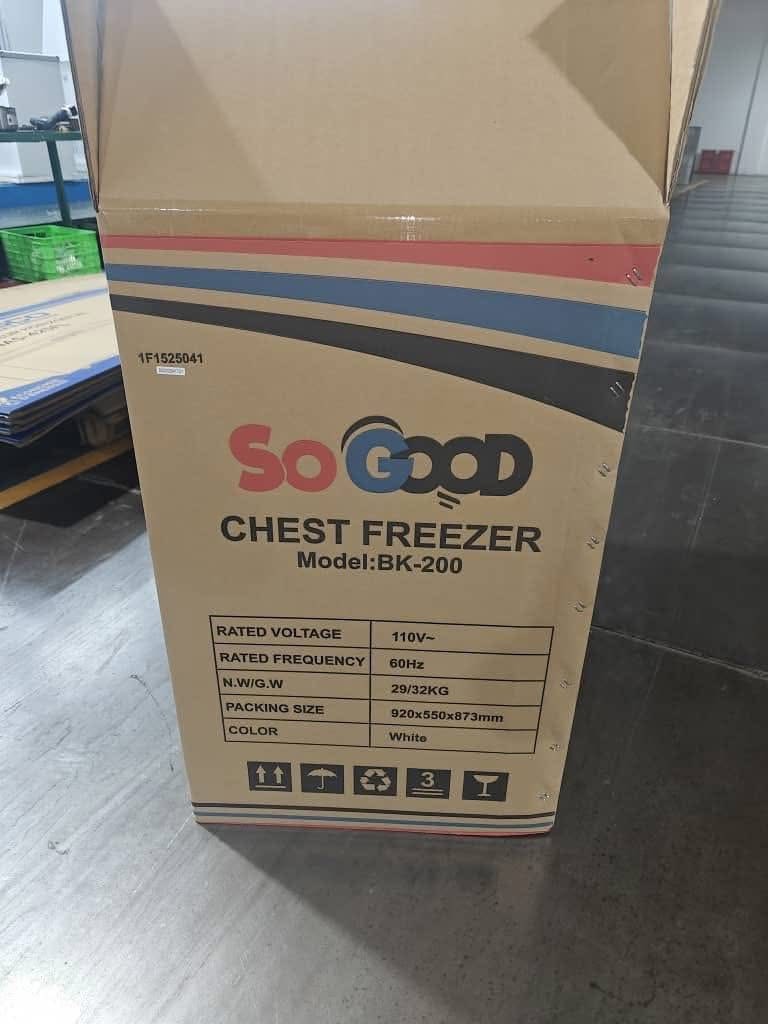 1F1525041
SOGOOD
CHEST FREEZER
Model:BK-200
RATED VOLTAGE 110V~
RATED FREQUENCY 60Hz
N.W/G.W 29/32KG
PACKING SIZE 920x550x873mm
COLOR White
3